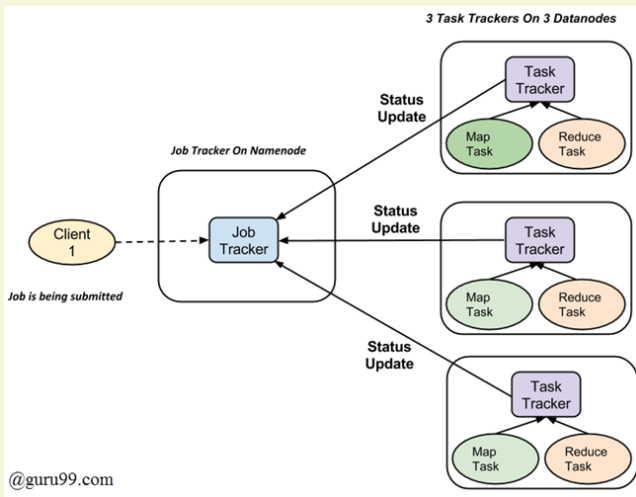 3 Task Trackers On 3 Datanodes
Task
Tracker
Status
Update
Map
Task
Reduce
Task
Job Tracker On Namenode
Client
1
Job
Tracker
Status
Update
Task
Tracker
Map
Task
Reduce
Task
Job is being submitted
Status
Update
Task
Tracker
Map
Task
Reduce
Task
@guru99.com